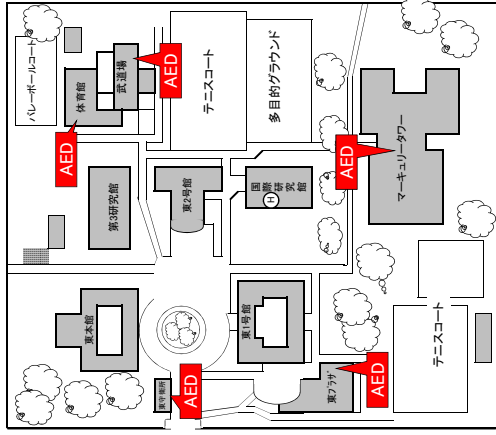 バレーボールコート
体育館
武道場
AED
テニスコート
多目的グラウンド
AED
マーキュリータワー
AED
第3研究館
東2号館
国際研究館
H
東本館
東1号館
テニスコート
東守衛所
AED
東プラザ
AED